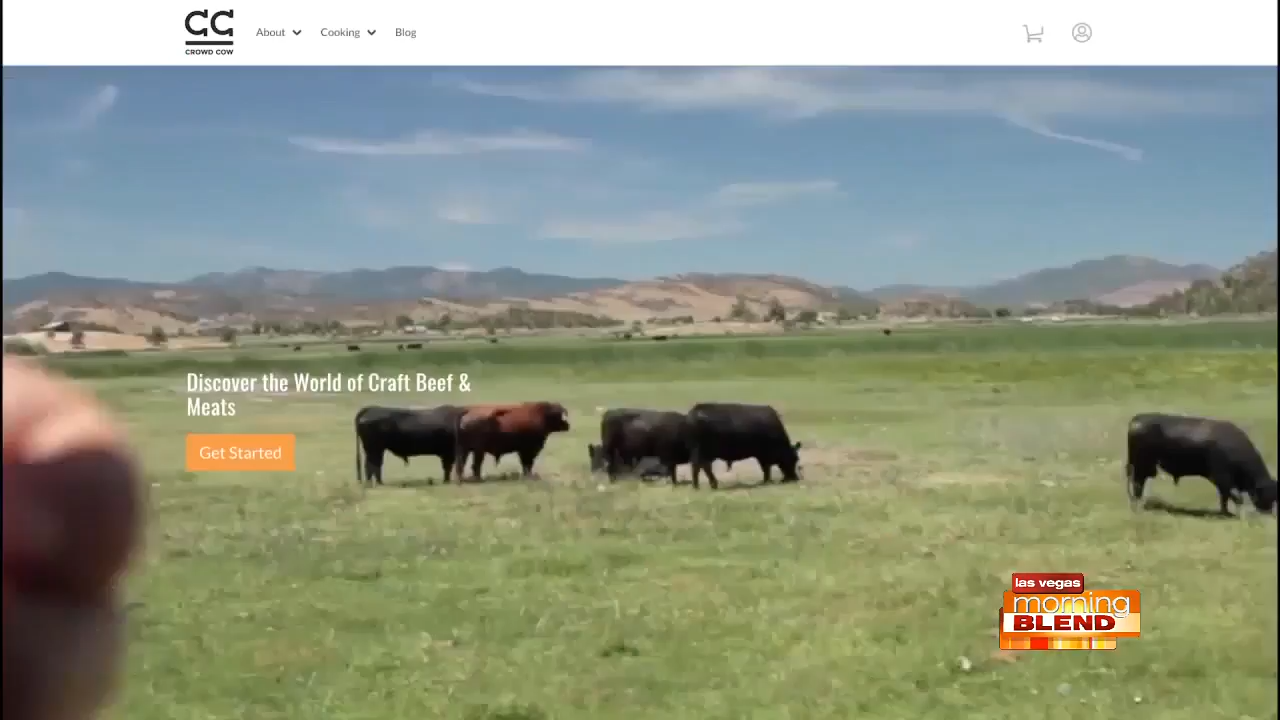 CC
CROWD COW
About
Cooking
Blog
Discover the World of Craft Beef &
Meats
Get Started
las vegas
morning
BLEND